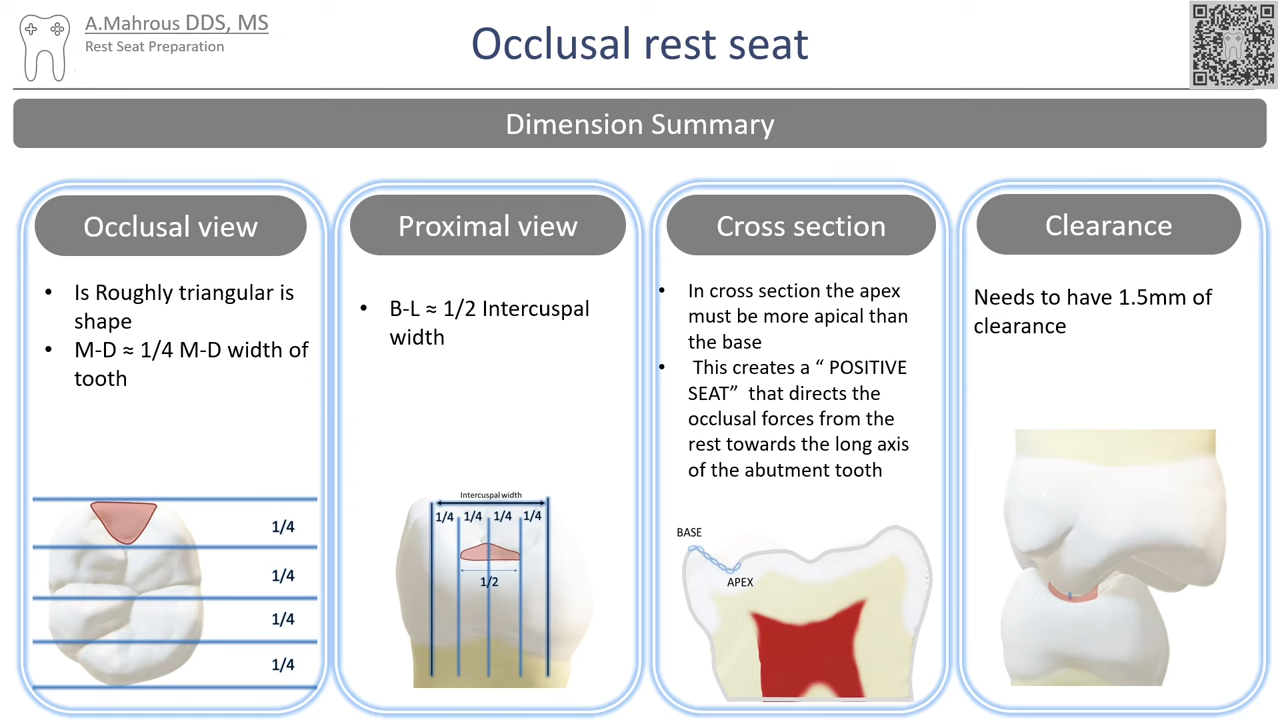 A.Mahrous DDS, MS
Rest Seat Preparation
Occlusal rest seat
Dimension Summary
Occlusal view
• Is Roughly triangular is
shape
• M-D ≈ 1/4 M-D width of
tooth
1/4
1/4
1/4
1/4
Proximal view
• B-L ≈ 1/2 Intercuspal
width
Intercuspal width
1/4 1/4 1/4 1/4
1/2
Cross section
• In cross section the apex
must be more apical than
the base
• This creates a “ POSITIVE
SEAT” that directs the
occlusal forces from the
rest towards the long axis
of the abutment tooth
BASE
APEX
Clearance
Needs to have 1.5mm of
clearance